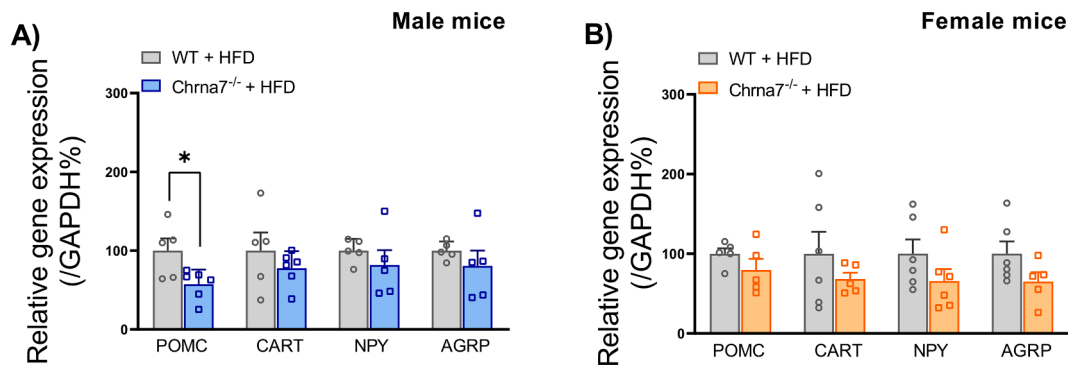 A)
Male mice
WT + HFD
Chrna7-/- + HFD
Relative gene expression
(/GAPDH%)
300
200
100
0
*
POMC CART NPY AGRP
B)
Female mice
WT + HFD
Chrna7-/- + HFD
Relative gene expression
(/GAPDH%)
300
200
100
0
POMC CART NPY AGRP